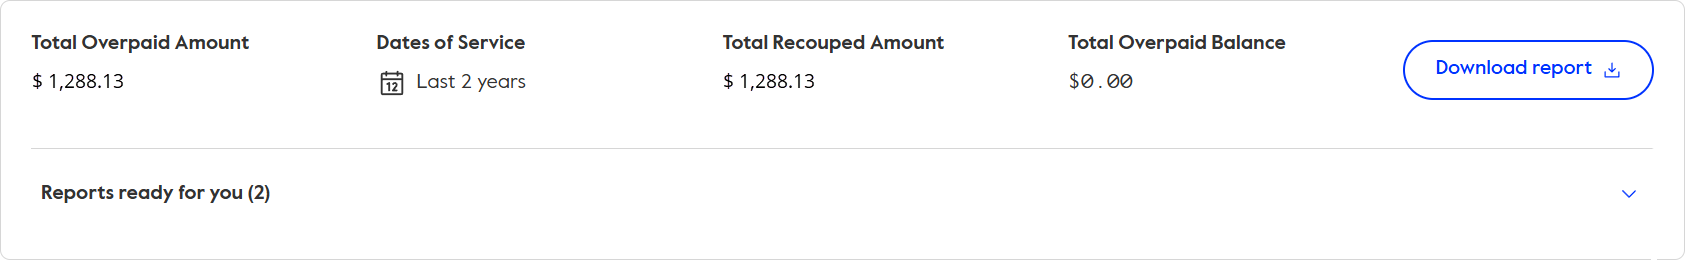 Total Overpaid Amount
$ 1,288.13
Dates of Service
12 Last 2 years
Total Recouped Amount
$ 1,288.13
Total Overpaid Balance
$0.00
Download report
Reports ready for you (2)